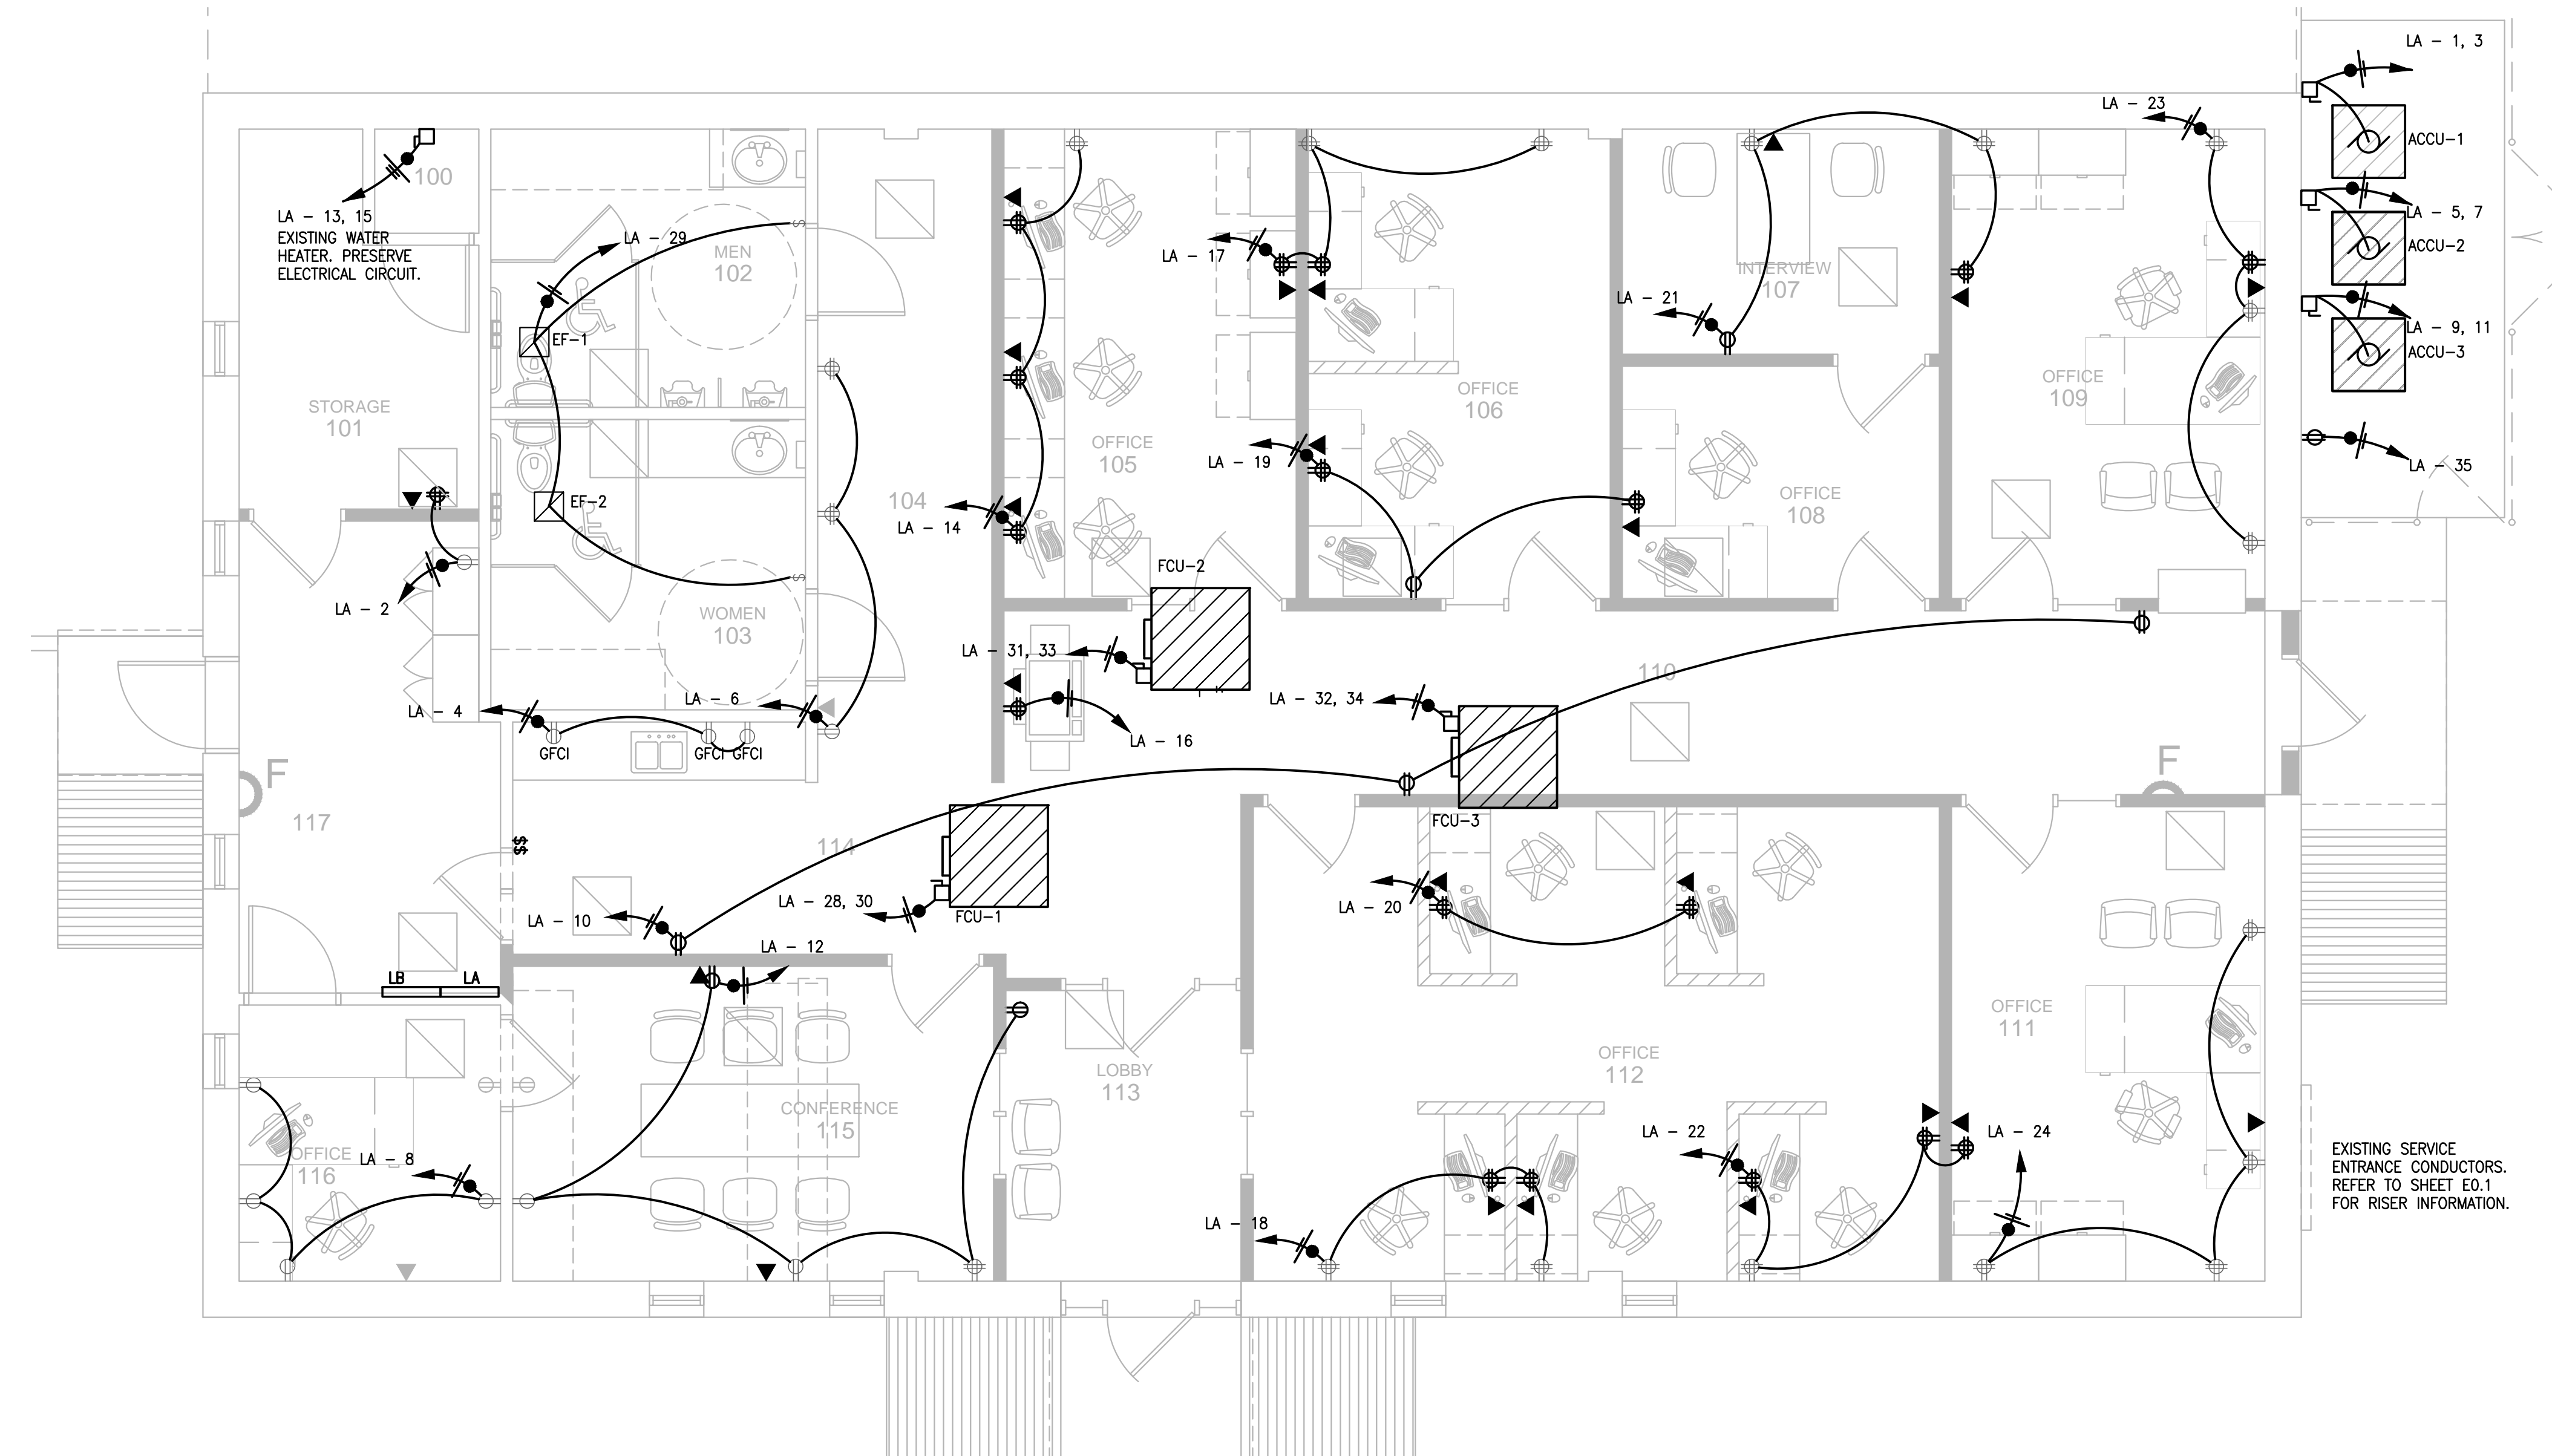 LA - 1, 3
LA - 23
ACCU-1
100
LA - 13, 15
EXISTING WATER
HEATER. PRESERVE
ELECTRICAL CIRCUIT.
LA - 29
MEN
102
LA - 17
INTERVIEW
107
LA - 5, 7
ACCU-2
LA - 21
LA - 9, 11
ACCU-3
EF-1
STORAGE
101
OFFICE
106
OFFICE
109
OFFICE
105
LA - 19
LA - 35
EF-2
104
LA - 14
OFFICE
108
FCU-2
LA - 2
WOMEN
103
LA - 31, 33
110
LA - 4
LA - 6
LA - 32, 34
GFCI
GFCI
GFCI
LA - 16
F
F
117
FCU-3
$$
114
LA - 10
LA - 28, 30
FCU-1
LA - 20
LA - 12
LB
LA
OFFICE
111
OFFICE
112
LOBBY
113
CONFERENCE
115
LA - 22
LA - 24
OFFICE
116
LA - 8
LA - 18
EXISTING SERVICE
ENTRANCE CONDUCTORS.
REFER TO SHEET E0.1
FOR RISER INFORMATION.